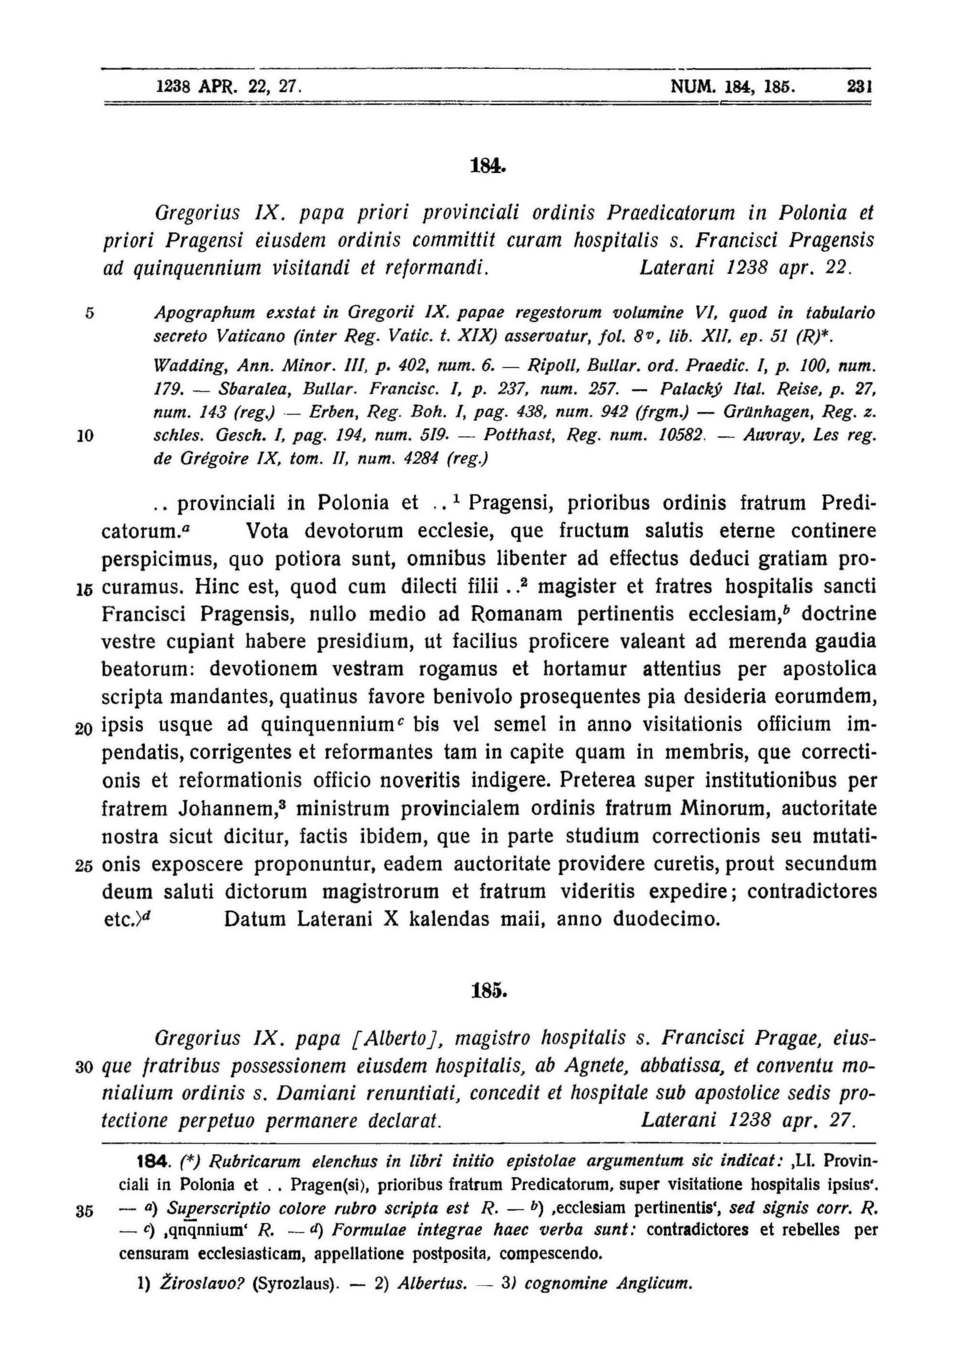 1238 APR. 22, 27. NUM. 184, 185. 231
184.
Gregorius IX. papa priori provinciali ordinis Praedicatorum in Polonia et
priori Pragensi eiusdem ordinis committit curam hospitalis s. Francisci Pragensis
ad quinquennium visitandi et reformandi. Laterani 1238 apr. 22.
5 Apographum exstat in Gregorii IX. papae regestorum volumine VI, quod in tabulario
secreto Vaticano (inter Reg. Vatic. t. XIX) asservatur, fol. 8ᵛ, lib. XII, ep. 51 (R)*.
Wadding, Ann. Minor. III, p. 402, num. 6. — Ripoll, Bullar. ord. Praedic. I, p. 100, num.
179. — Sbaralea, Bullar. Francisc. I, p. 237, num. 257. — Palacký Ital. Reise, p. 27,
num. 143 (reg.) — Erben, Reg. Boh. I, pag. 438, num. 942 (frgm.) — Grünhagen, Reg. z.
10 schles. Gesch. I, pag. 194, num. 519. — Potthast, Reg. num. 10582. — Auvray, Les reg.
de Grégoire IX, tom. II, num. 4284 (reg.)
. . provinciali in Polonia et . . ¹ Pragensi, prioribus ordinis fratrum Predi-
catorum.ᵃ Vota devotorum ecclesie, que fructum salutis eterne continere
perspicimus, quo potiora sunt, omnibus libenter ad effectus deduci gratiam pro-
15 curamus. Hinc est, quod cum dilecti filii . .² magister et fratres hospitalis sancti
Francisci Pragensis, nullo medio ad Romanam pertinentis ecclesiam,ᵇ doctrine
vestre cupiant habere presidium, ut facilius proficere valeant ad merenda gaudia
beatorum: devotionem vestram rogamus et hortamur attentius per apostolica
scripta mandantes, quatinus favore benivolo prosequentes pia desideria eorumdem,
20 ipsis usque ad quinquenniumᶜ bis vel semel in anno visitationis officium im-
pendatis, corrigentes et reformantes tam in capite quam in membris, que correcti-
onis et reformationis officio noveritis indigere. Preterea super institutionibus per
fratrem Johannem,³ ministrum provincialem ordinis fratrum Minorum, auctoritate
nostra sicut dicitur, factis ibidem, que in parte studium correctionis seu mutati-
25 onis exposcere proponuntur, eadem auctoritate providere curetis, prout secundum
deum saluti dictorum magistrorum et fratrum videritis expedire; contradictores
etc.⟩ᵈ Datum Laterani X kalendas maii, anno duodecimo.
185.
Gregorius IX. papa [Alberto], magistro hospitalis s. Francisci Pragae, eius-
30 que fratribus possessionem eiusdem hospitalis, ab Agnete, abbatissa, et conventu mo-
nialium ordinis s. Damiani renuntiati, concedit et hospitale sub apostolice sedis pro-
tectione perpetuo permanere declarat. Laterani 1238 apr. 27.
184. (*) Rubricarum elenchus in libri initio epistolae argumentum sic indicat: ‚LI. Provin-
ciali in Polonia et . . Pragen(si), prioribus fratrum Predicatorum, super visitatione hospitalis ipsius‘.
35 — ᵃ) Superscriptio colore rubro scripta est R. — ᵇ) ‚ecclesiam pertinentis‘, sed signis corr. R.
— ᶜ) ‚qnq̄nnium‘ R. — ᵈ) Formulae integrae haec verba sunt: contradictores et rebelles per
censuram ecclesiasticam, appellatione postposita, compescendo.
1) Žiroslavo? (Syrozlaus). — 2) Albertus. — 3) cognomine Anglicum.